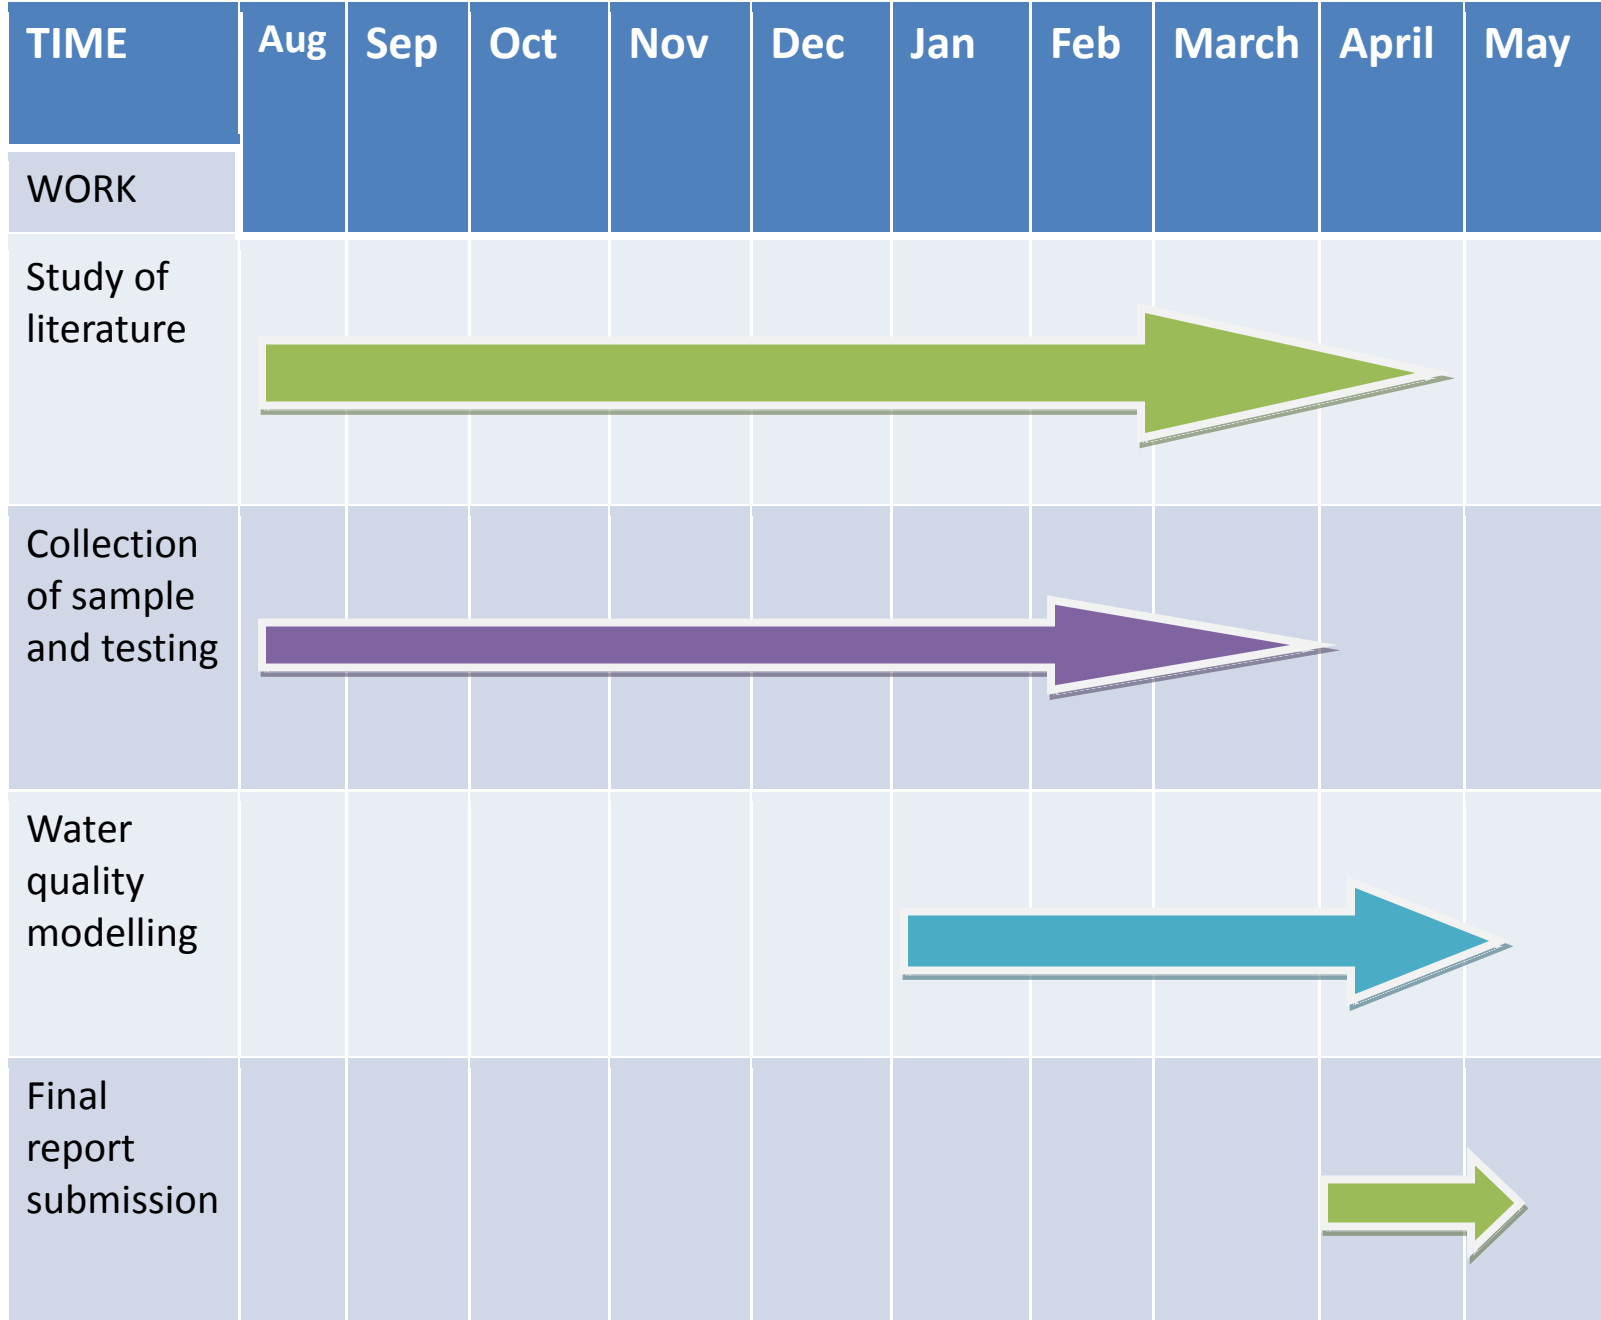 TIME Aug Sep Oct Nov Dec Jan Feb March April May
WORK
Study of
literature
Collection
of sample
and testing
Water
quality
modelling
Final
report
submission